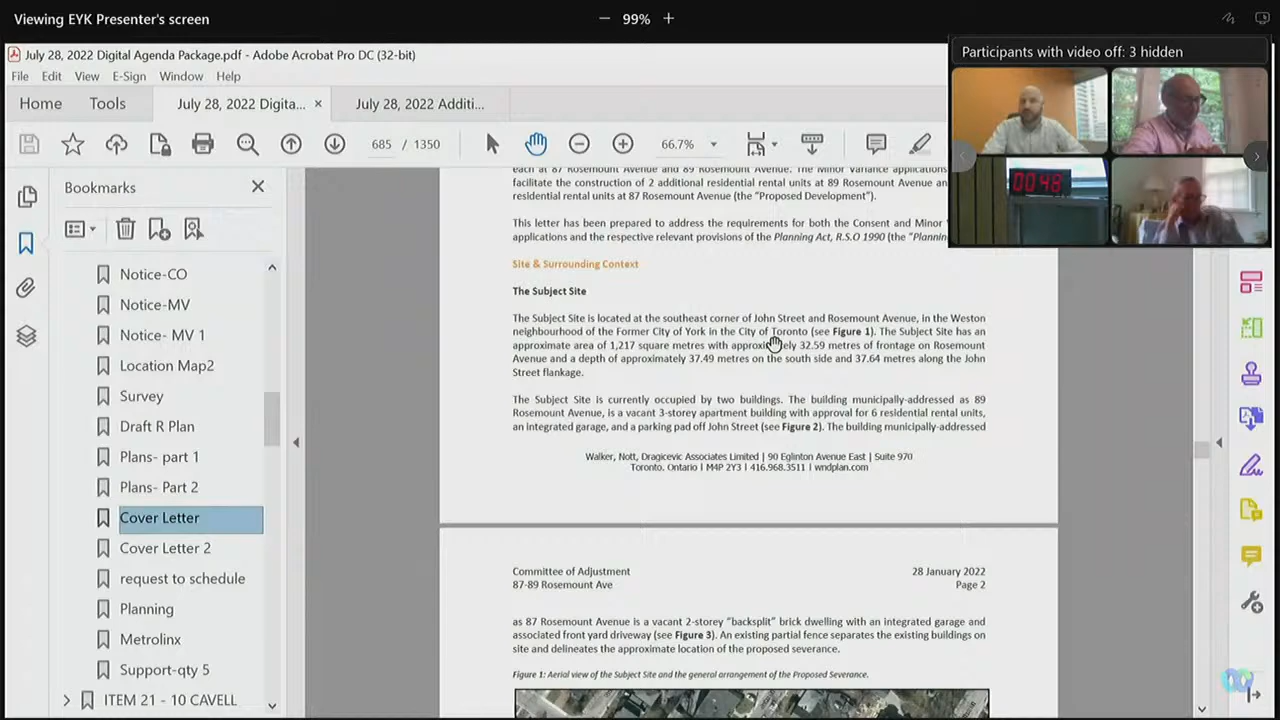 Viewing EYK Presenter's screen
99%
July 28, 2022 Digital Agenda Package.pdf - Adobe Acrobat Pro DC (32-bit)
Participants with video off: 3 hidden
File Edit View E-Sign Window Help
Home Tools July 28, 2022 Digita... × July 28, 2022 Additi...
685 / 1350 66.7%
Bookmarks
Notice-CO
Notice-MV
Notice- MV 1
Location Map2
Survey
Draft R Plan
Plans- part 1
Plans- Part 2
Cover Letter
Cover Letter 2
request to schedule
Planning
Metrolinx
Support-qty 5
ITEM 21 - 10 CAVELL
each at 87 Rosemount Avenue and 89 Rosemount Avenue. The Minor Variance applications
facilitate the construction of 2 additional residential rental units at 89 Rosemount Avenue an
residential rental units at 87 Rosemount Avenue (the “Proposed Development”).
This letter has been prepared to address the requirements for both the Consent and Minor V
applications and the respective relevant provisions of the Planning Act, R.S.O 1990 (the “Plannin
Site & Surrounding Context
The Subject Site
The Subject Site is located at the southeast corner of John Street and Rosemount Avenue, in the Weston
neighbourhood of the Former City of York in the City of Toronto (see Figure 1). The Subject Site has an
approximate area of 1,217 square metres with approximately 32.59 metres of frontage on Rosemount
Avenue and a depth of approximately 37.49 metres on the south side and 37.64 metres along the John
Street flankage.
The Subject Site is currently occupied by two buildings. The building municipally-addressed as 89
Rosemount Avenue, is a vacant 3-storey apartment building with approval for 6 residential rental units,
an integrated garage, and a parking pad off John Street (see Figure 2). The building municipally-addressed
Walker, Nott, Dragicevic Associates Limited | 90 Eglinton Avenue East | Suite 970
Toronto. Ontario | M4P 2Y3 | 416.968.3511 | wndplan.com
Committee of Adjustment 28 January 2022
87-89 Rosemount Ave Page 2
as 87 Rosemount Avenue is a vacant 2-storey “backsplit” brick dwelling with an integrated garage and
associated front yard driveway (see Figure 3). An existing partial fence separates the existing buildings on
site and delineates the approximate location of the proposed severance.
Figure 1: Aerial view of the Subject Site and the general arrangement of the Proposed Severance.
00:48